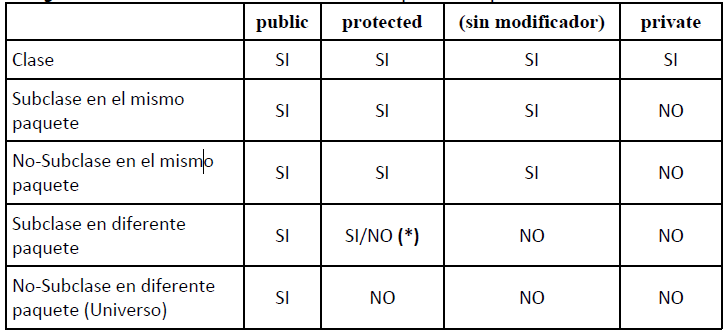 public protected (sin modificador) private
Clase SI SI SI SI
Subclase en el mismo
paquete SI SI SI NO
No-Subclase en el mismo
paquete SI SI SI NO
Subclase en diferente
paquete SI SI/NO (*) NO NO
No-Subclase en diferente
paquete (Universo) SI NO NO NO